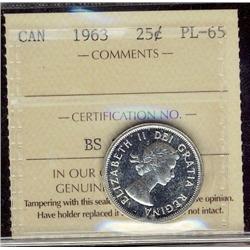 CAN 1963 25¢ PL-65
— COMMENTS —
— CERTIFICATION NO. —
BS
IN OUR
GENUIN
ELIZABETH II DEI GRATIA REGINA
Tampering with this seal opinion.
Have holder replaced if not intact.